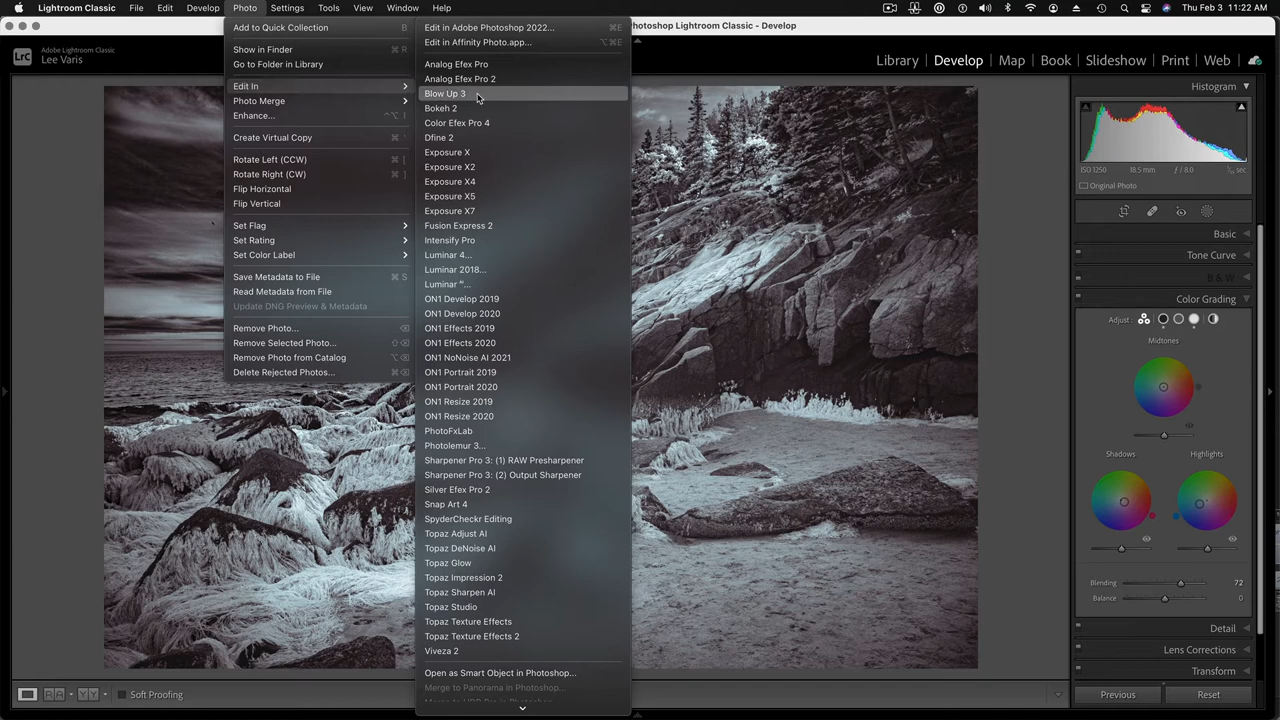 Lightroom Classic File Edit Develop Photo Settings Tools View Window Help Thu Feb 3 11:22 AM
Photoshop Lightroom Classic - Develop
Adobe Lightroom Classic
Lee Varis
LrC
Library Develop Map Book Slideshow Print Web
Add to Quick Collection B
Show in Finder ⌘ R
Go to Folder in Library
Edit In
Photo Merge
Enhance... ⌃⌥ I
Create Virtual Copy ⌘ '
Rotate Left (CCW) ⌘ [
Rotate Right (CW) ⌘ ]
Flip Horizontal
Flip Vertical
Set Flag
Set Rating
Set Color Label
Save Metadata to File ⌘ S
Read Metadata from File
Update DNG Preview & Metadata
Remove Photo... ⌫
Remove Selected Photo... ⇧⌫
Remove Photo from Catalog ⌥⌫
Delete Rejected Photos... ⌘⌫
Edit in Adobe Photoshop 2022... ⌘E
Edit in Affinity Photo.app... ⌥⌘E
Analog Efex Pro
Analog Efex Pro 2
Blow Up 3
Bokeh 2
Color Efex Pro 4
Dfine 2
Exposure X
Exposure X2
Exposure X4
Exposure X5
Exposure X7
Fusion Express 2
Intensify Pro
Luminar 4...
Luminar 2018...
Luminar ᴬᴵ...
ON1 Develop 2019
ON1 Develop 2020
ON1 Effects 2019
ON1 Effects 2020
ON1 NoNoise AI 2021
ON1 Portrait 2019
ON1 Portrait 2020
ON1 Resize 2019
ON1 Resize 2020
PhotoFxLab
Photolemur 3...
Sharpener Pro 3: (1) RAW Presharpener
Sharpener Pro 3: (2) Output Sharpener
Silver Efex Pro 2
Snap Art 4
SpyderCheckr Editing
Topaz Adjust AI
Topaz DeNoise AI
Topaz Glow
Topaz Impression 2
Topaz Sharpen AI
Topaz Studio
Topaz Texture Effects
Topaz Texture Effects 2
Viveza 2
Open as Smart Object in Photoshop...
Merge to Panorama in Photoshop...
Histogram
ISO 1250 18.5 mm ƒ / 8.0 sec
Original Photo
Basic
Tone Curve
B & W
Color Grading
Adjust :
Midtones
Shadows Highlights
Blending 72
Balance 0
Detail
Lens Corrections
Transform
Soft Proofing
Previous Reset